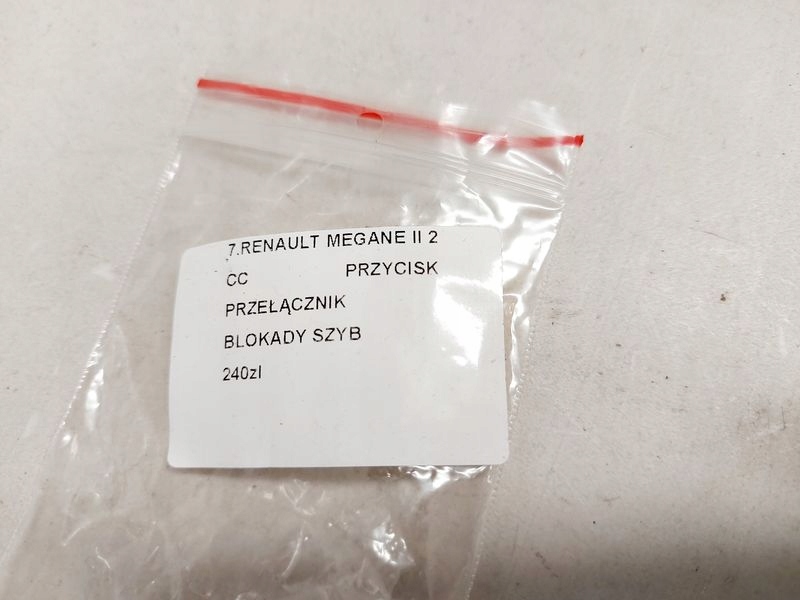 7.RENAULT MEGANE II 2
CC PRZYCISK
PRZEŁĄCZNIK
BLOKADY SZYB
240zl